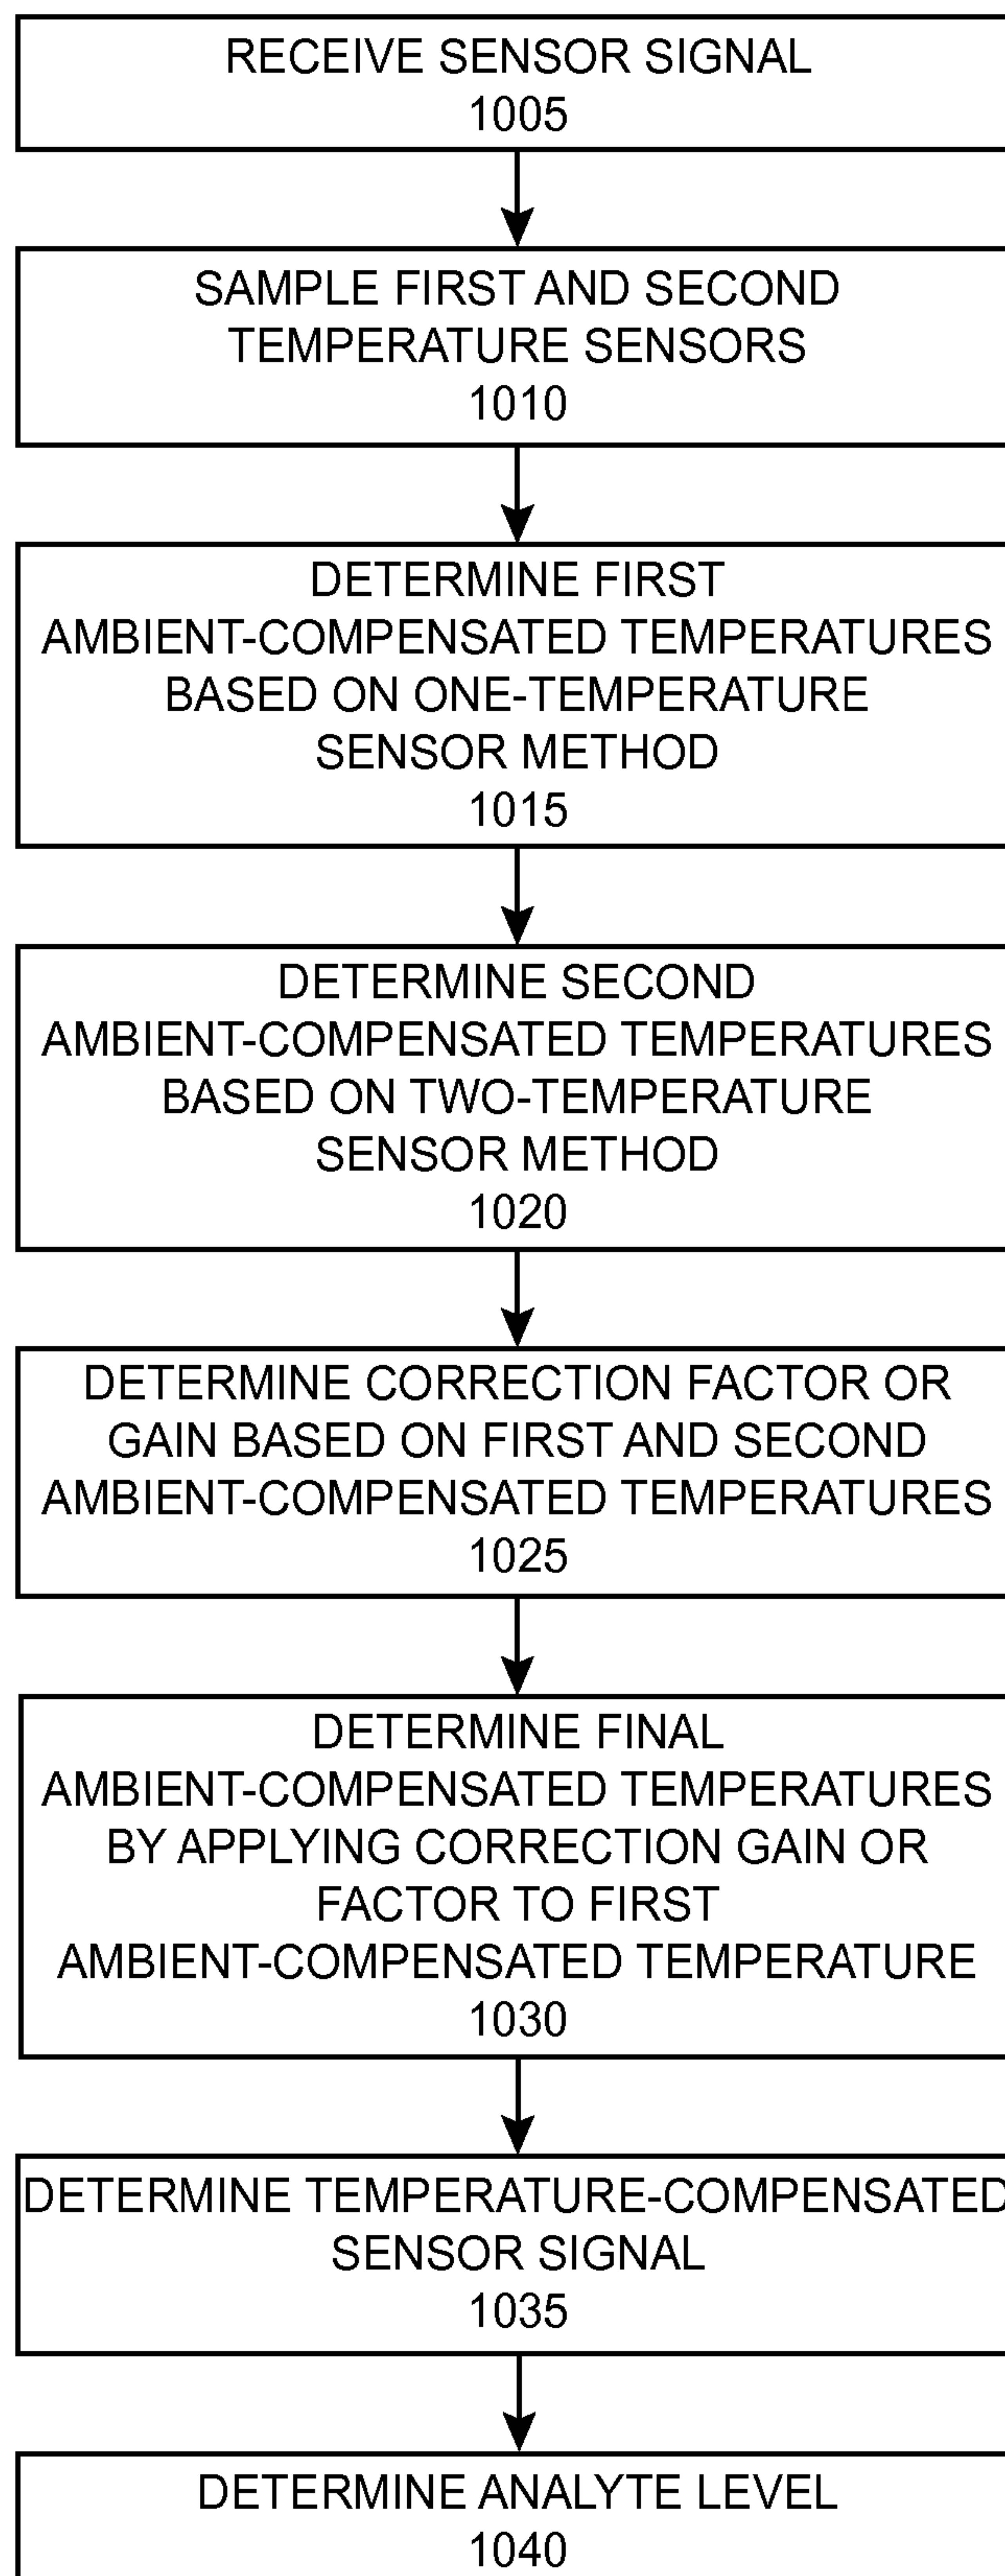 RECEIVE SENSOR SIGNAL
1005
SAMPLE FIRST AND SECOND
TEMPERATURE SENSORS
1010
DETERMINE FIRST
AMBIENT-COMPENSATED TEMPERATURES
BASED ON ONE-TEMPERATURE
SENSOR METHOD
1015
DETERMINE SECOND
AMBIENT-COMPENSATED TEMPERATURES
BASED ON TWO-TEMPERATURE
SENSOR METHOD
1020
DETERMINE CORRECTION FACTOR OR
GAIN BASED ON FIRST AND SECOND
AMBIENT-COMPENSATED TEMPERATURES
1025
DETERMINE FINAL
AMBIENT-COMPENSATED TEMPERATURES
BY APPLYING CORRECTION GAIN OR
FACTOR TO FIRST
AMBIENT-COMPENSATED TEMPERATURE
1030
DETERMINE TEMPERATURE-COMPENSATED
SENSOR SIGNAL
1035
DETERMINE ANALYTE LEVEL
1040